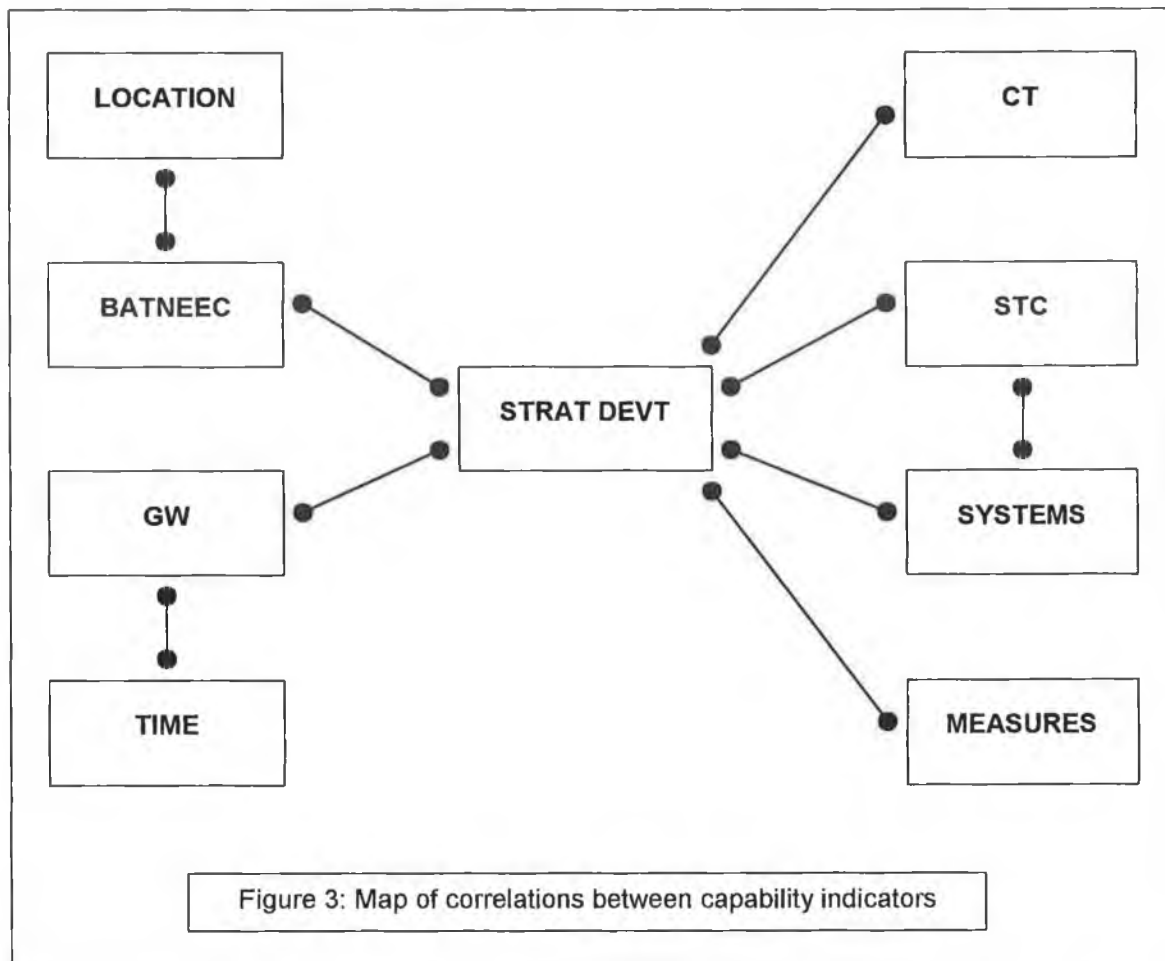 LOCATION
BATNEEC
GW
TIME
STRAT DEVT
CT
STC
SYSTEMS
MEASURES
Figure 3: Map of correlations between capability indicators